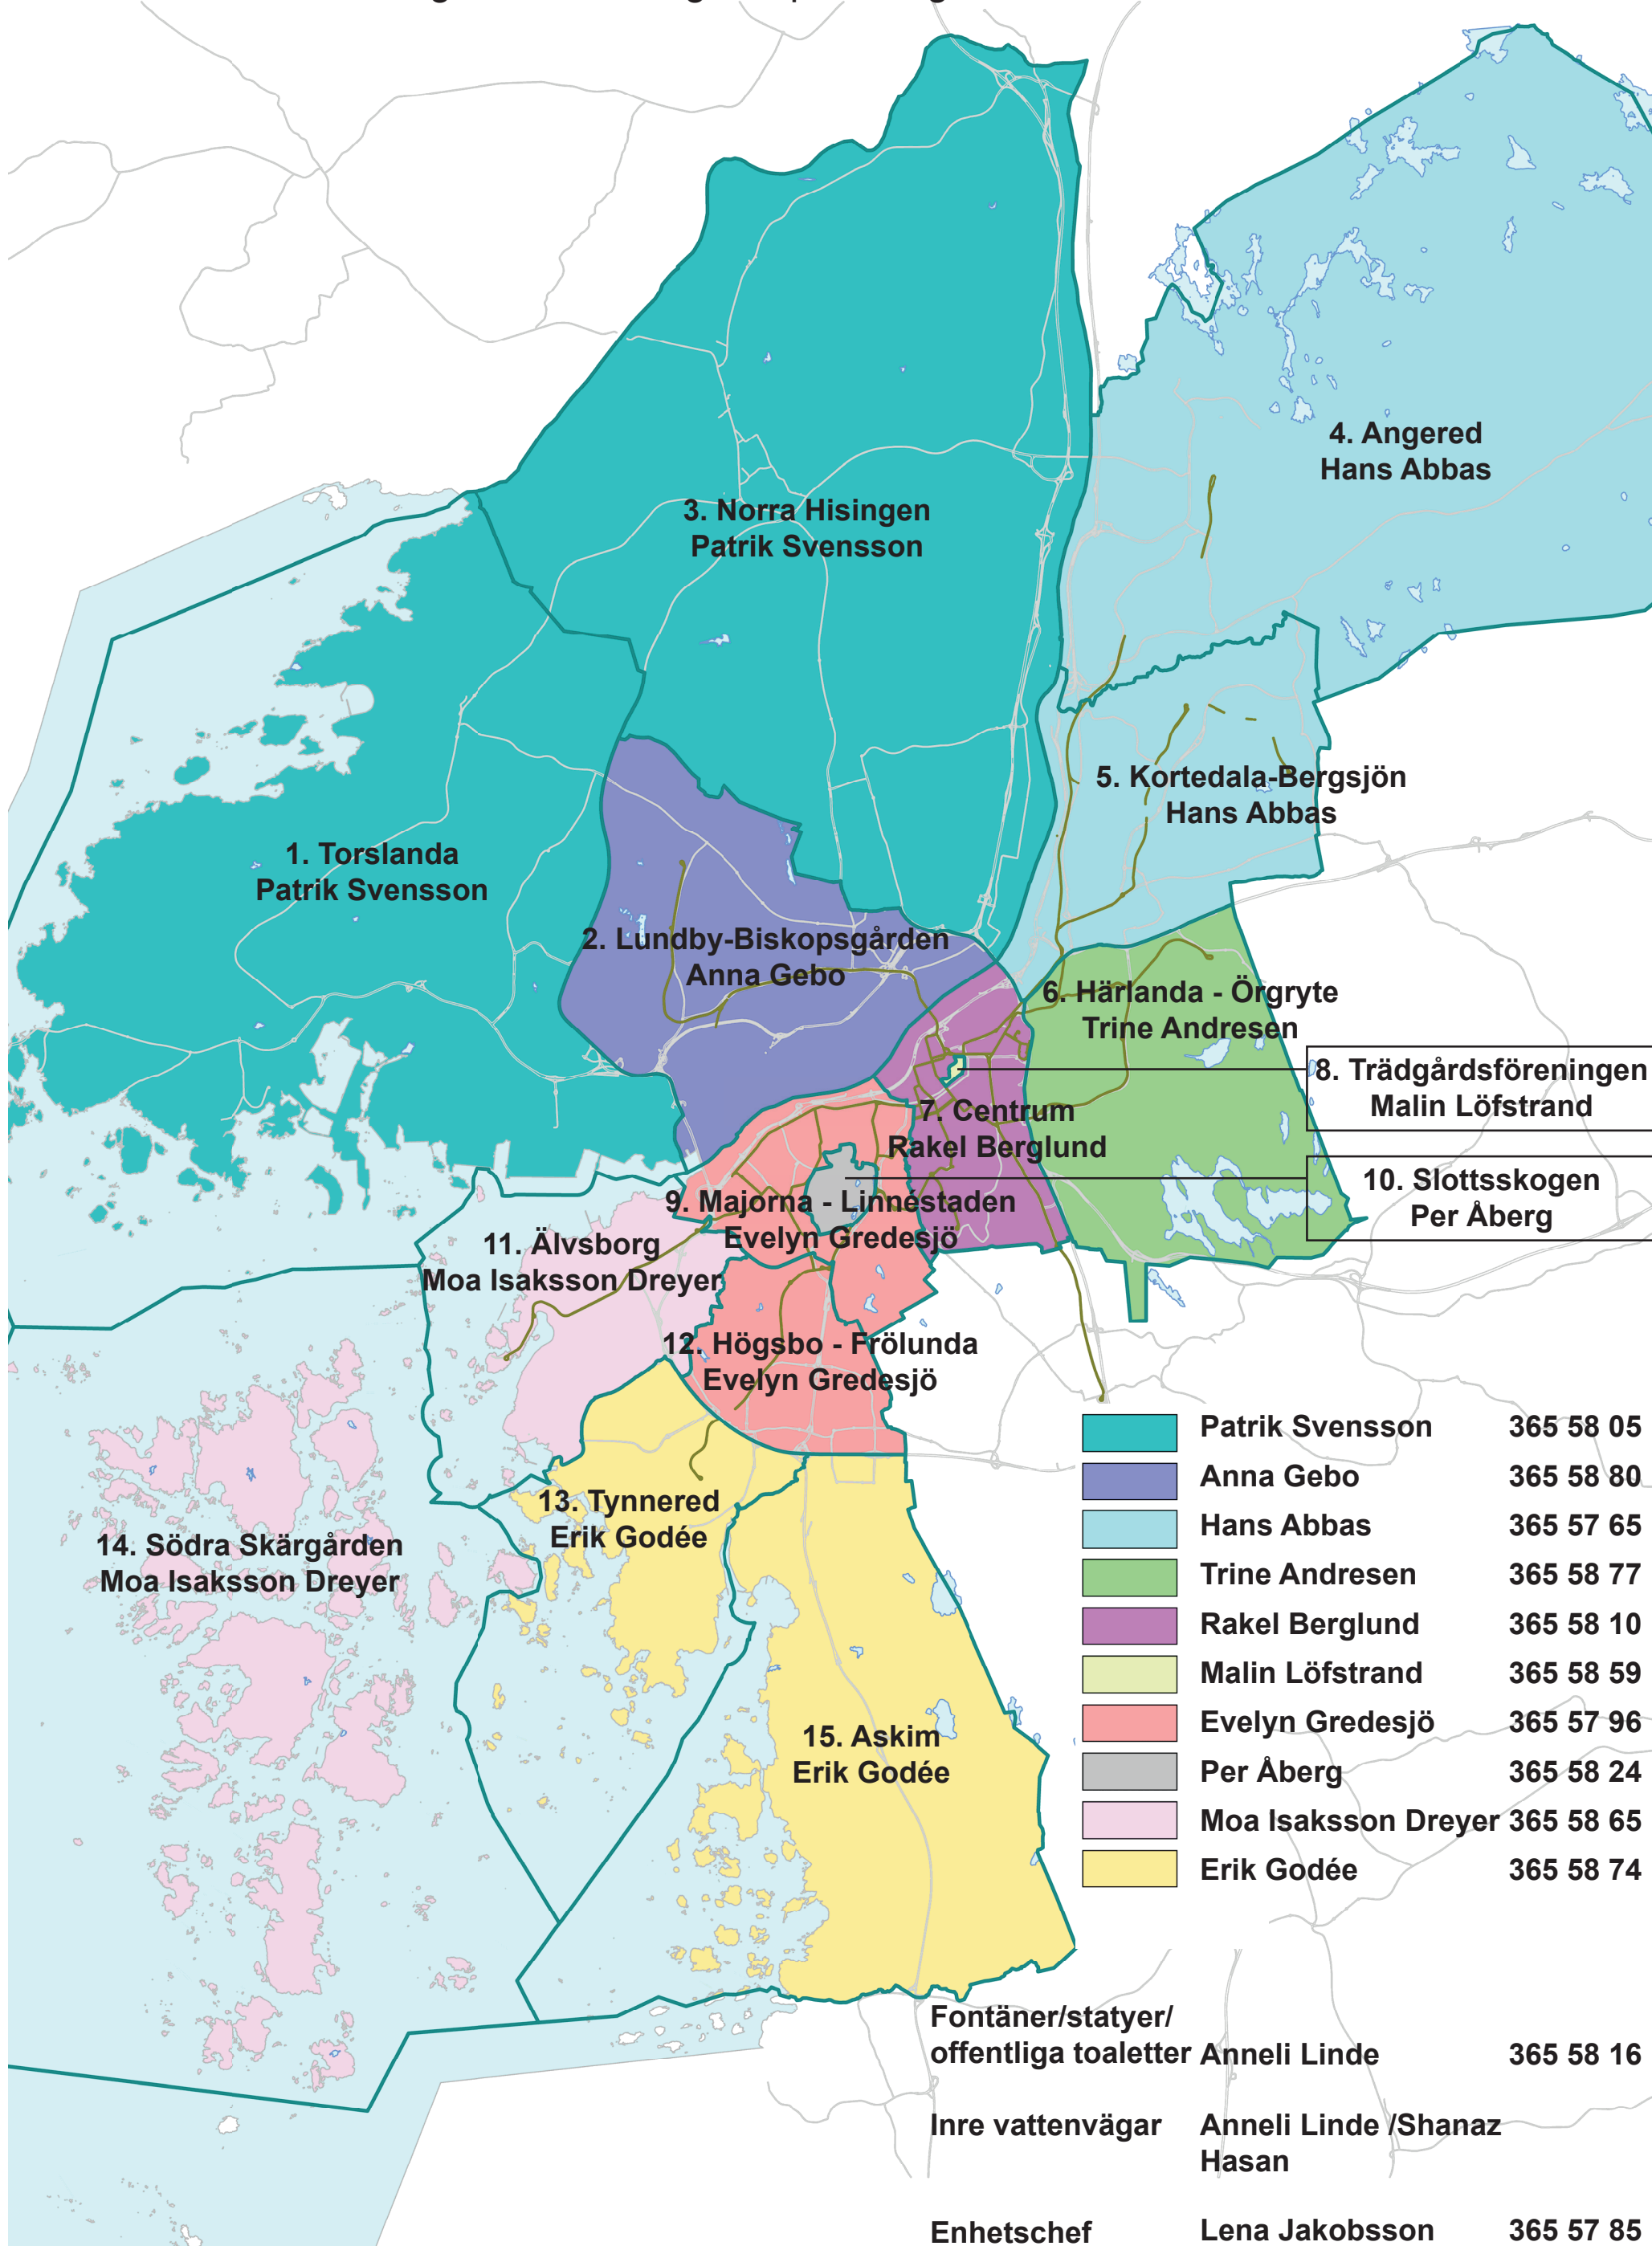 3. Norra Hisingen
Patrik Svensson
4. Angered
Hans Abbas
5. Kortedala-Bergsjön
Hans Abbas
1. Torslanda
Patrik Svensson
2. Lundby-Biskopsgården
Anna Gebo
6. Härlanda - Örgryte
Trine Andresen
8. Trädgårdsföreningen
Malin Löfstrand
7. Centrum
Rakel Berglund
10. Slottsskogen
Per Åberg
9. Majorna - Linnéstaden
Evelyn Gredesjö
11. Älvsborg
Moa Isaksson Dreyer
12. Högsbo - Frölunda
Evelyn Gredesjö
13. Tynnered
Erik Godée
14. Södra Skärgården
Moa Isaksson Dreyer
15. Askim
Erik Godée
Patrik Svensson 365 58 05
Anna Gebo 365 58 80
Hans Abbas 365 57 65
Trine Andresen 365 58 77
Rakel Berglund 365 58 10
Malin Löfstrand 365 58 59
Evelyn Gredesjö 365 57 96
Per Åberg 365 58 24
Moa Isaksson Dreyer 365 58 65
Erik Godée 365 58 74
Fontäner/statyer/
offentliga toaletter Anneli Linde 365 58 16
Inre vattenvägar Anneli Linde /Shanaz
Hasan
Enhetschef Lena Jakobsson 365 57 85